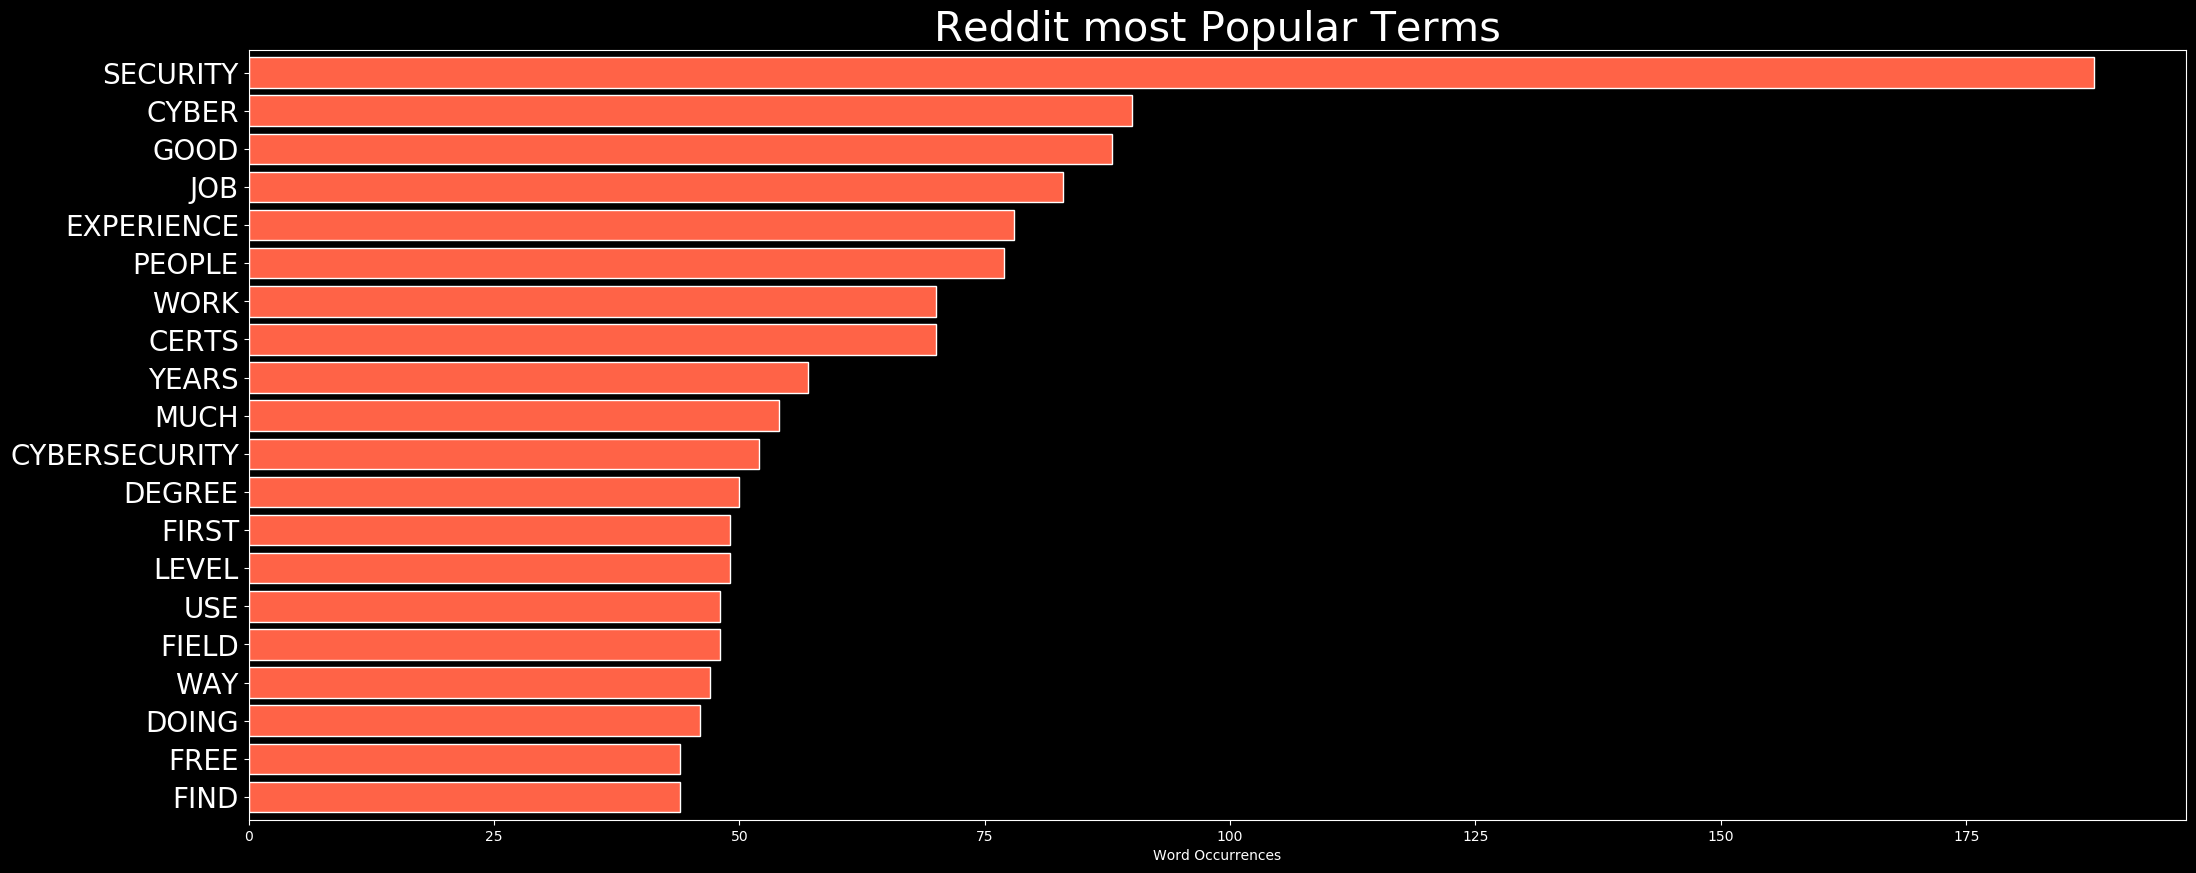 Reddit most Popular Terms
SECURITY
CYBER
GOOD
JOB
EXPERIENCE
PEOPLE
WORK
CERTS
YEARS
MUCH
CYBERSECURITY
DEGREE
FIRST
LEVEL
USE
FIELD
WAY
DOING
FREE
FIND
0 25 50 75 100 125 150 175
Word Occurrences